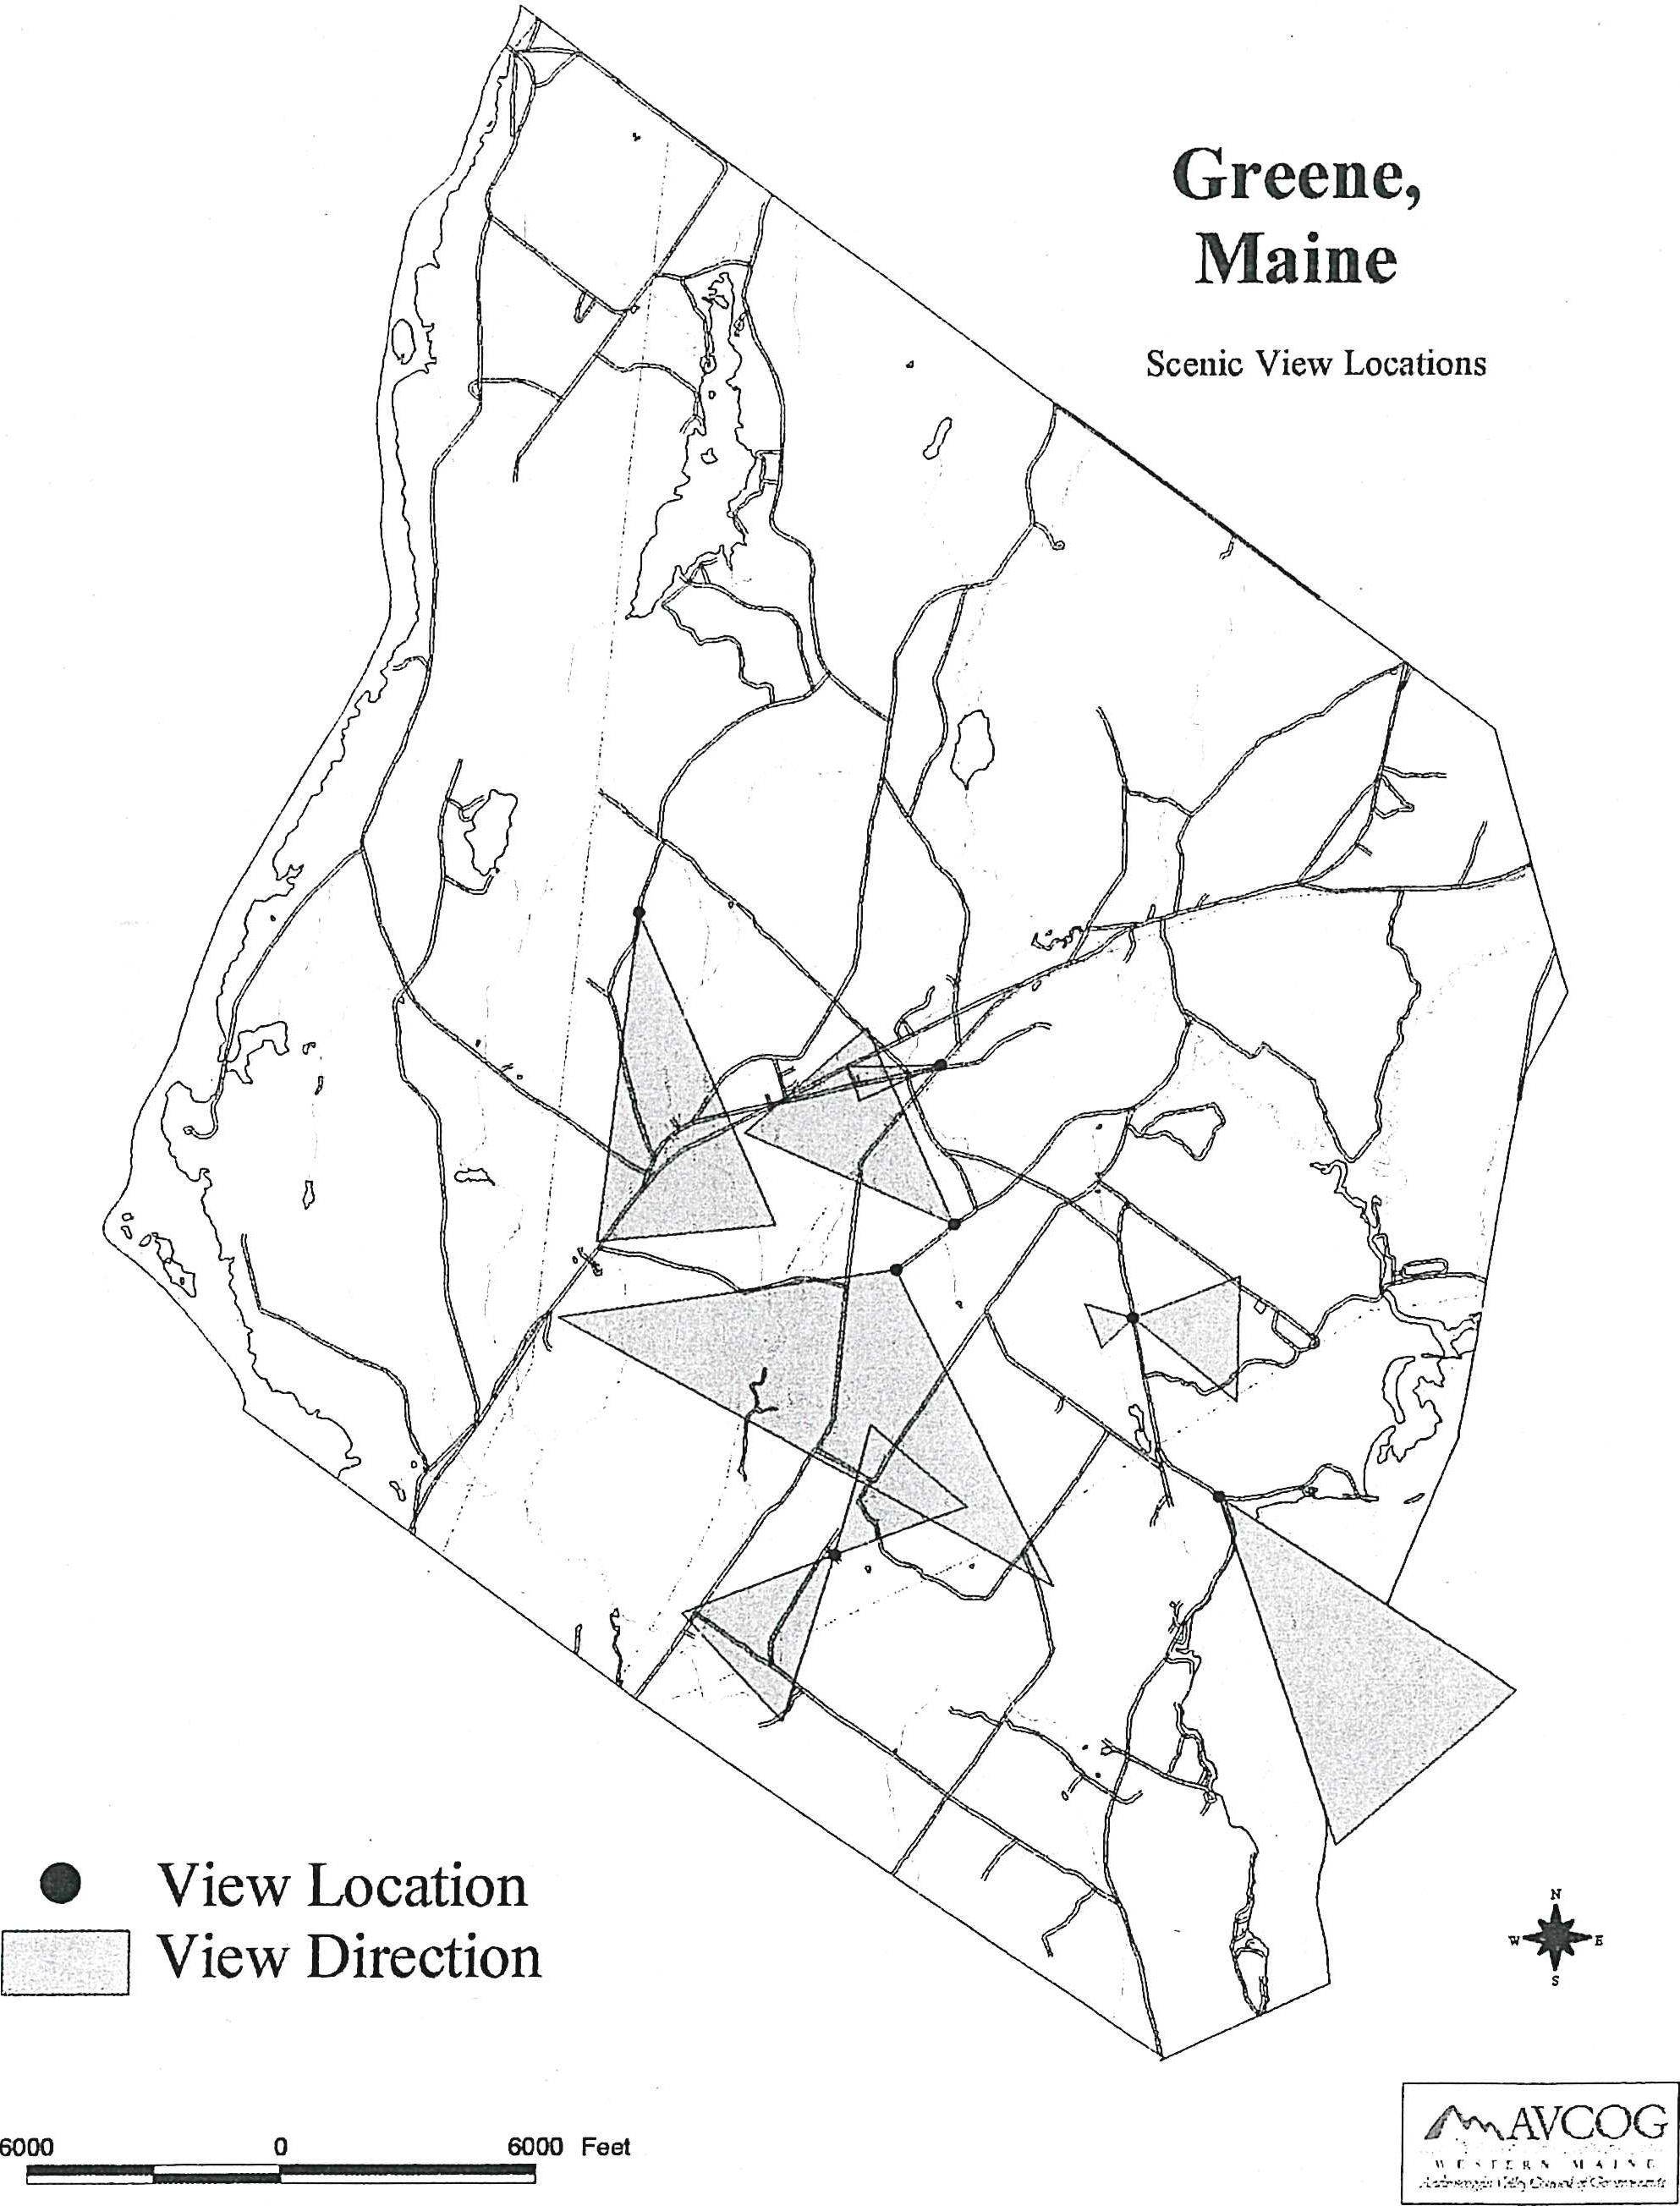 Greene,
Maine
Scenic View Locations
View Location
View Direction
N
W E
S
6000 0 6000 Feet
AVCOG
WESTERN MAINE